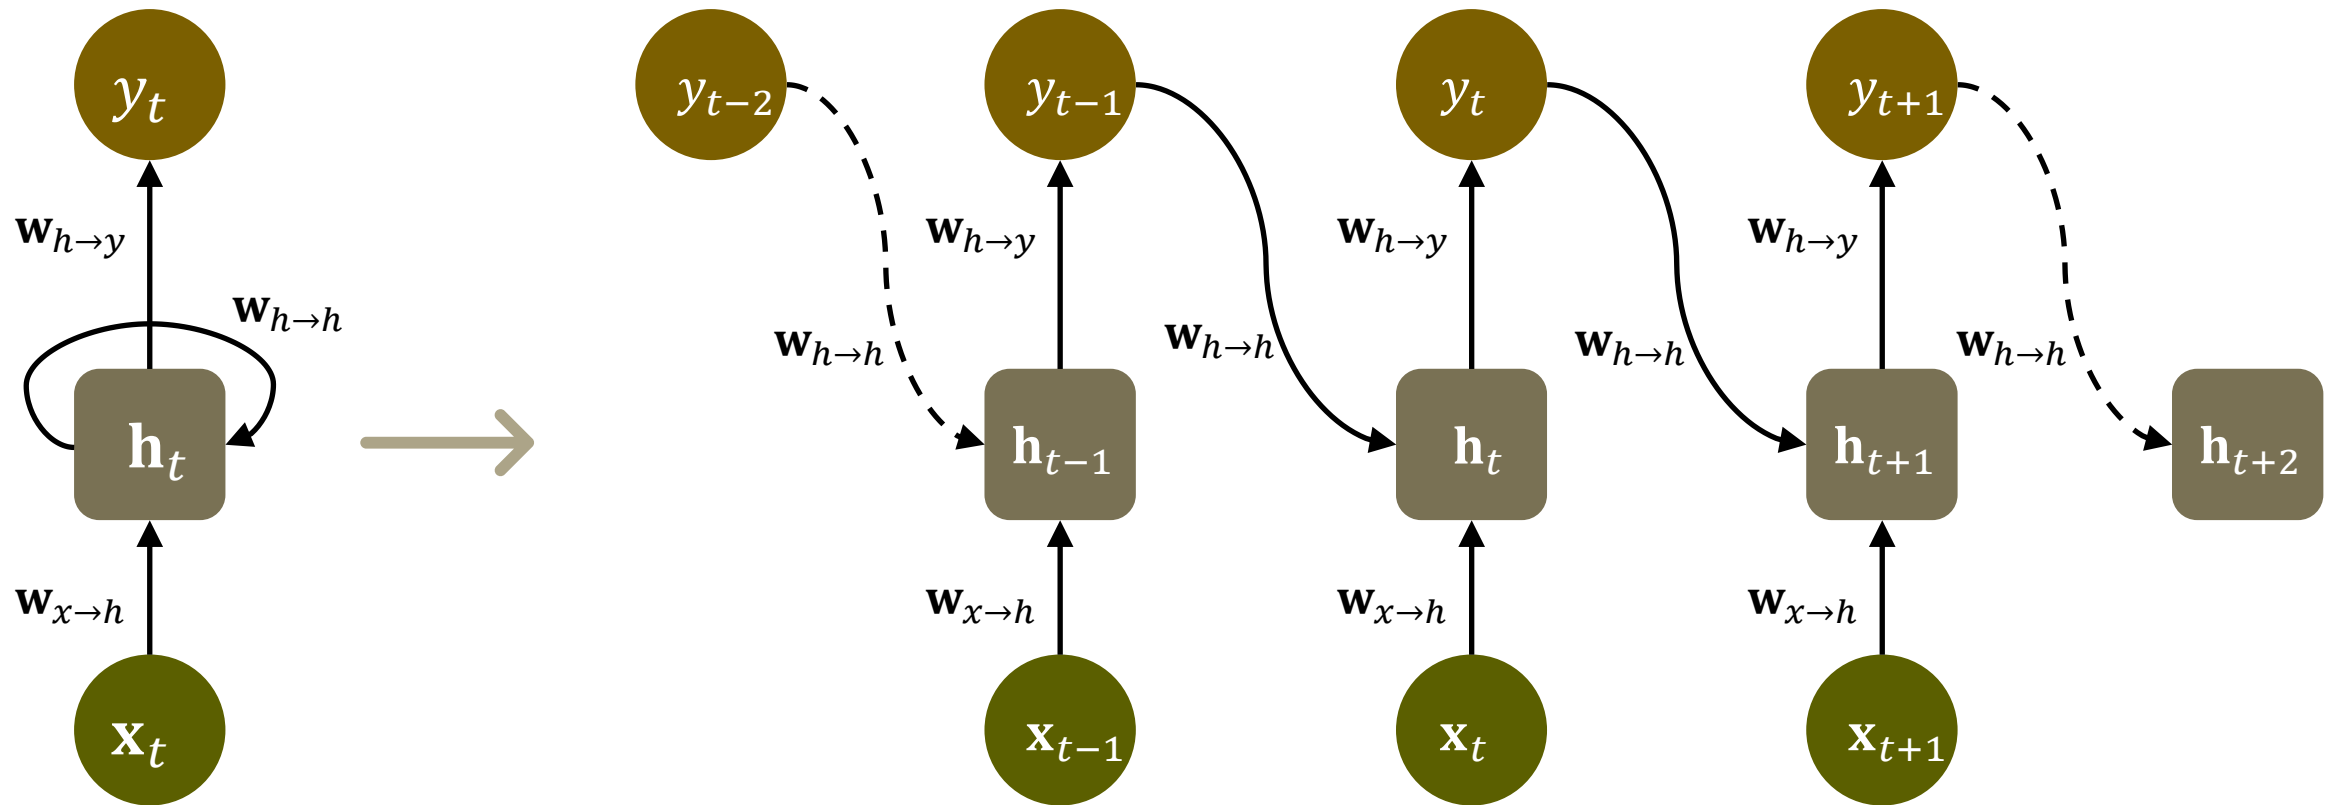 y_t
w_{h→y}
w_{h→h}
h_t
w_{x→h}
x_t
y_{t−2} y_{t−1} y_t y_{t+1}
w_{h→y} w_{h→y} w_{h→y}
w_{h→h} w_{h→h} w_{h→h} w_{h→h}
h_{t−1} h_t h_{t+1} h_{t+2}
w_{x→h} w_{x→h} w_{x→h}
x_{t−1} x_t x_{t+1}